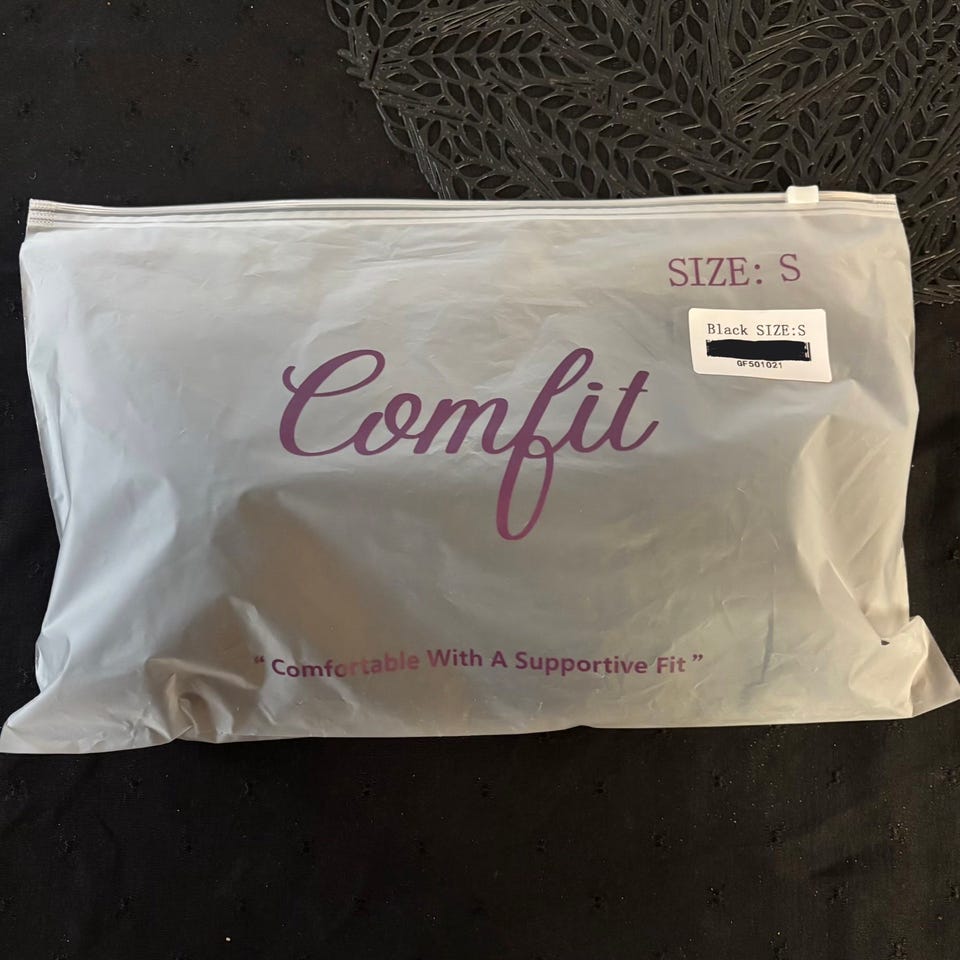 SIZE: S
Black SIZE:S
GF501021
Comfit
“ Comfortable With A Supportive Fit ”